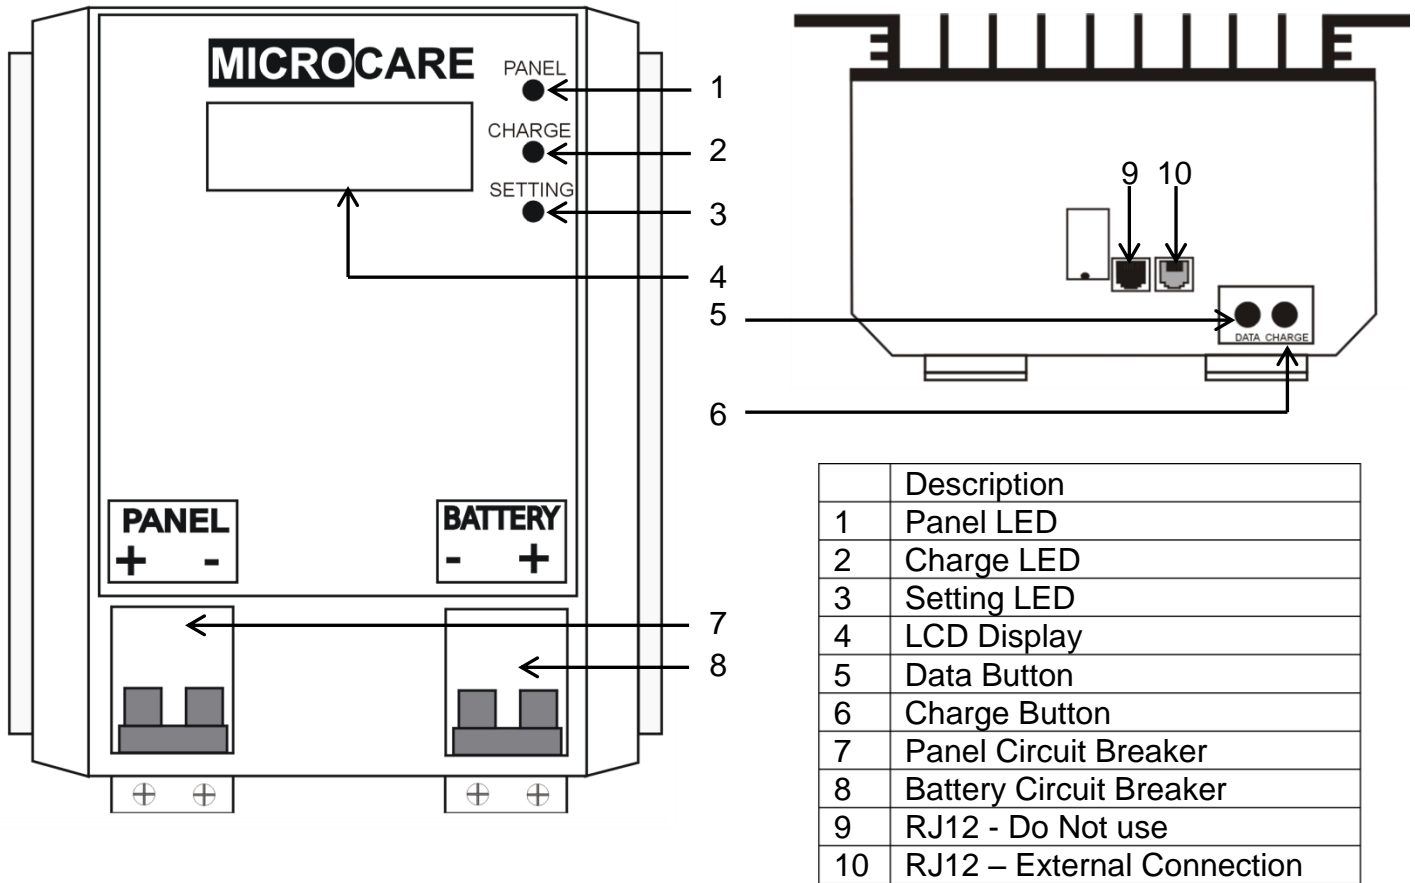 MICROCARE
PANEL
CHARGE
SETTING
1
2
3
4
5
6
PANEL
+ -
BATTERY
- +
7
8
9 10
DATA CHARGE
Description
1 Panel LED
2 Charge LED
3 Setting LED
4 LCD Display
5 Data Button
6 Charge Button
7 Panel Circuit Breaker
8 Battery Circuit Breaker
9 RJ12 - Do Not use
10 RJ12 – External Connection